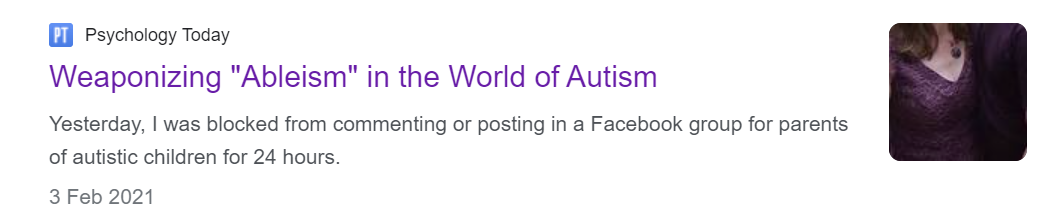 PT Psychology Today
Weaponizing "Ableism" in the World of Autism
Yesterday, I was blocked from commenting or posting in a Facebook group for parents
of autistic children for 24 hours.
3 Feb 2021